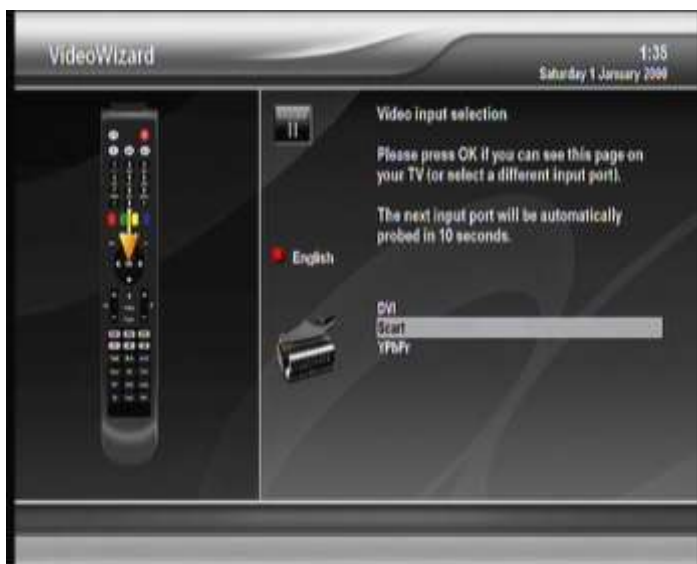 VideoWizard
1:35
Saturday 1 January 2000
Video input selection
Please press OK if you can see this page on
your TV (or select a different input port).
The next input port will be automatically
probed in 10 seconds.
English
DVI
Scart
YPbPr